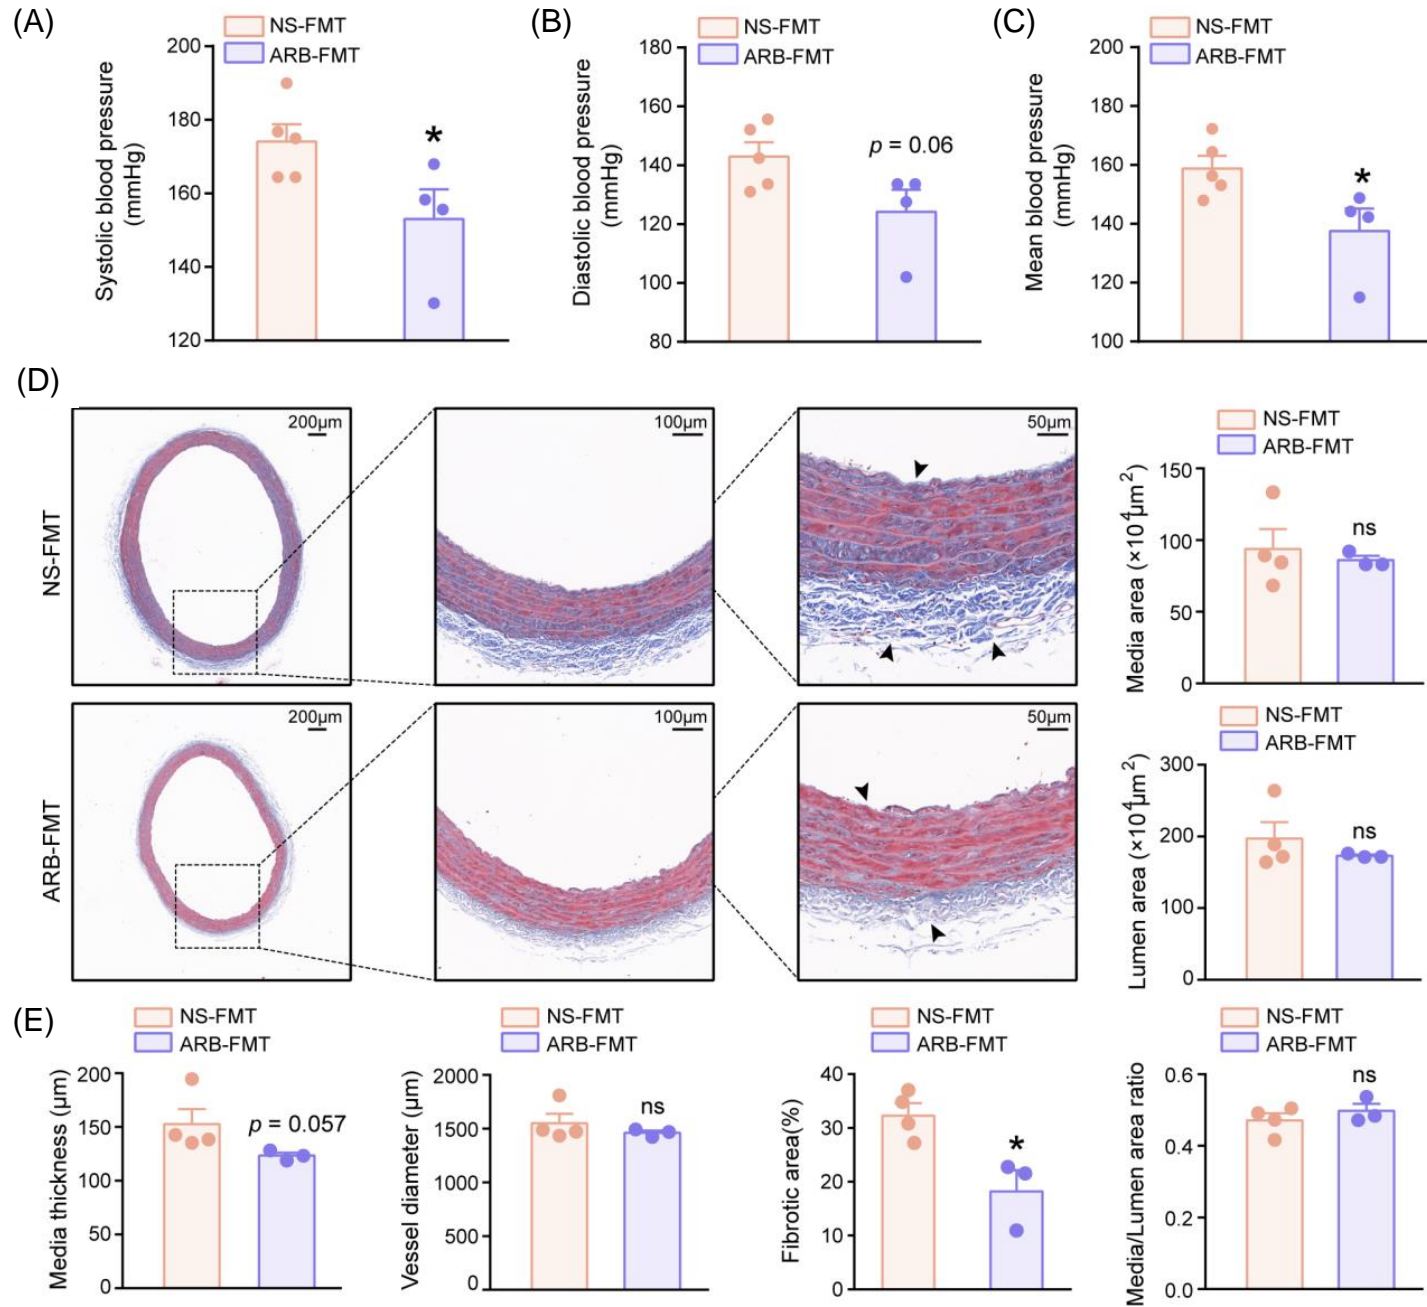 (A)
NS-FMT
ARB-FMT
Systolic blood pressure
(mmHg)
200
180
160
140
120
*
(B)
NS-FMT
ARB-FMT
Diastolic blood pressure
(mmHg)
180
160
140
120
100
80
p = 0.06
(C)
NS-FMT
ARB-FMT
Mean blood pressure
(mmHg)
200
180
160
140
120
100
*
(D)
NS-FMT
200μm
100μm
50μm
ARB-FMT
200μm
100μm
50μm
NS-FMT
ARB-FMT
Media area (×10⁴μm²)
150
100
50
0
ns
NS-FMT
ARB-FMT
Lumen area (×10⁴μm²)
300
200
100
0
ns
(E)
NS-FMT
ARB-FMT
Media thickness (μm)
200
150
100
50
0
p = 0.057
NS-FMT
ARB-FMT
Vessel diameter (μm)
2000
1500
1000
500
0
ns
NS-FMT
ARB-FMT
Fibrotic area(%)
40
30
20
10
0
*
NS-FMT
ARB-FMT
Media/Lumen area ratio
0.6
0.4
0.2
0.0
ns